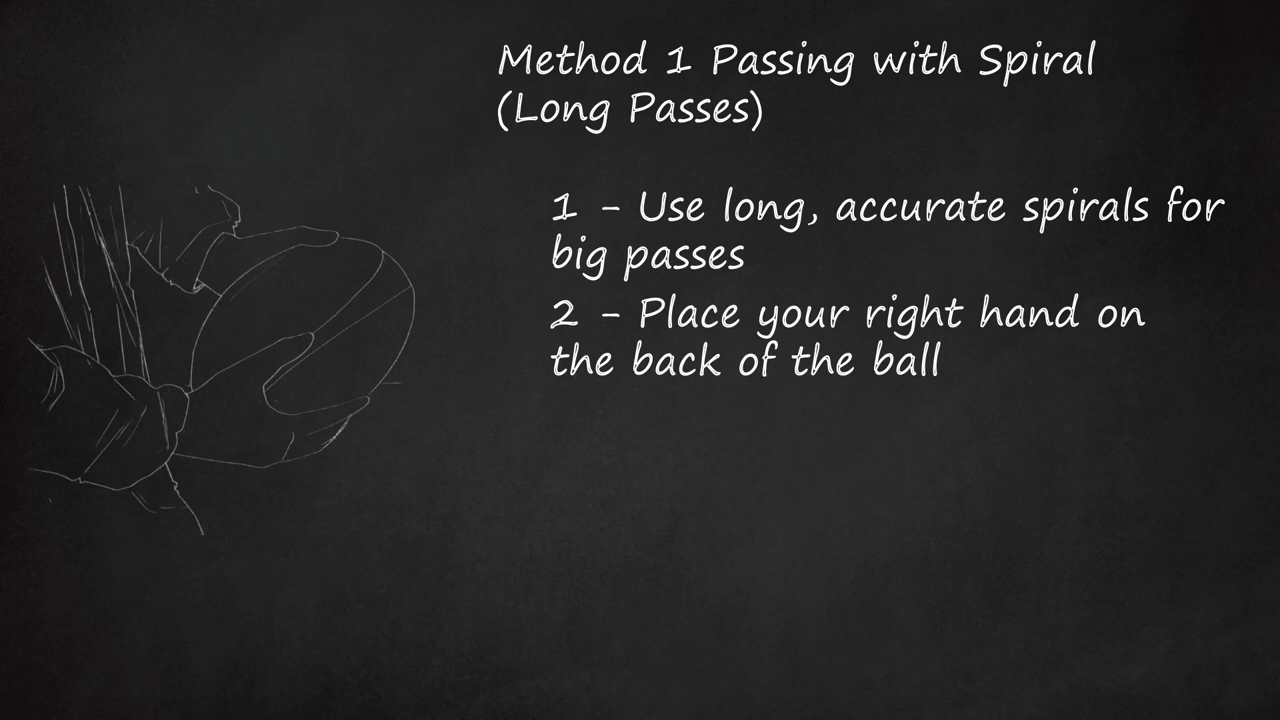 Method 1 Passing with Spiral
(Long Passes)
1 - Use long, accurate spirals for
big passes
2 - Place your right hand on
the back of the ball